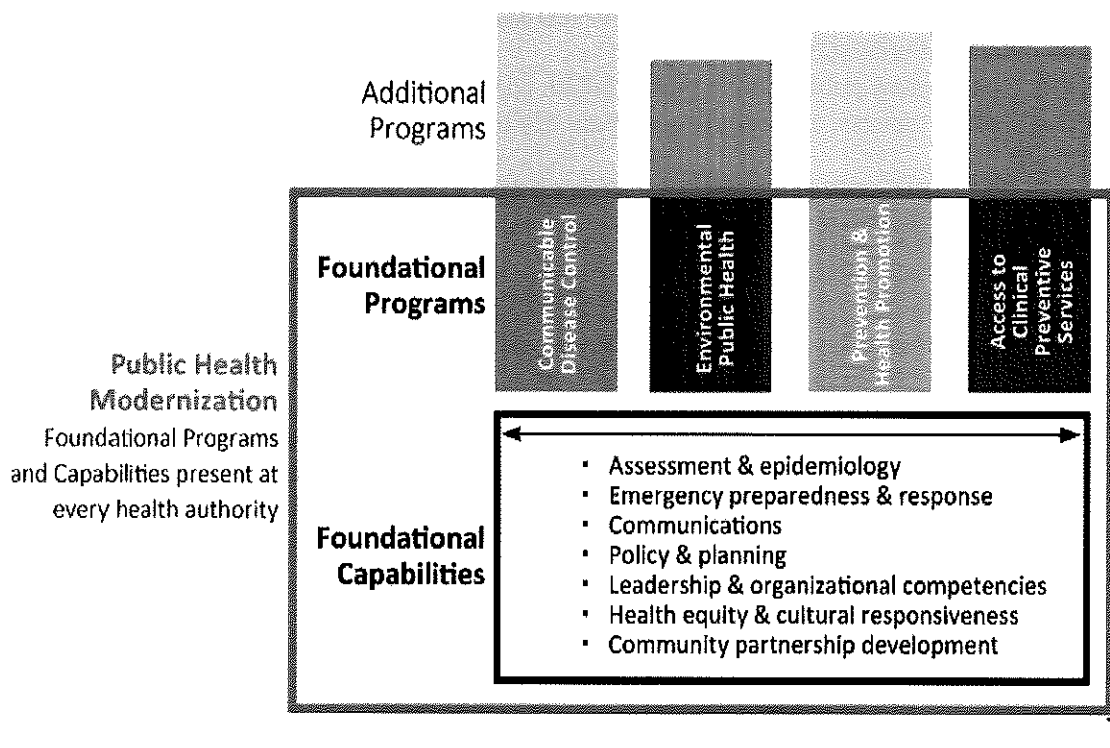 Additional
Programs
Foundational
Programs
Communicable
Disease Control
Environmental
Public Health
Prevention &
Health Promotion
Access to
Clinical
Preventive
Services
Public Health
Modernization
Foundational Programs
and Capabilities present at
every health authority
Foundational
Capabilities
▪ Assessment & epidemiology
▪ Emergency preparedness & response
▪ Communications
▪ Policy & planning
▪ Leadership & organizational competencies
▪ Health equity & cultural responsiveness
▪ Community partnership development